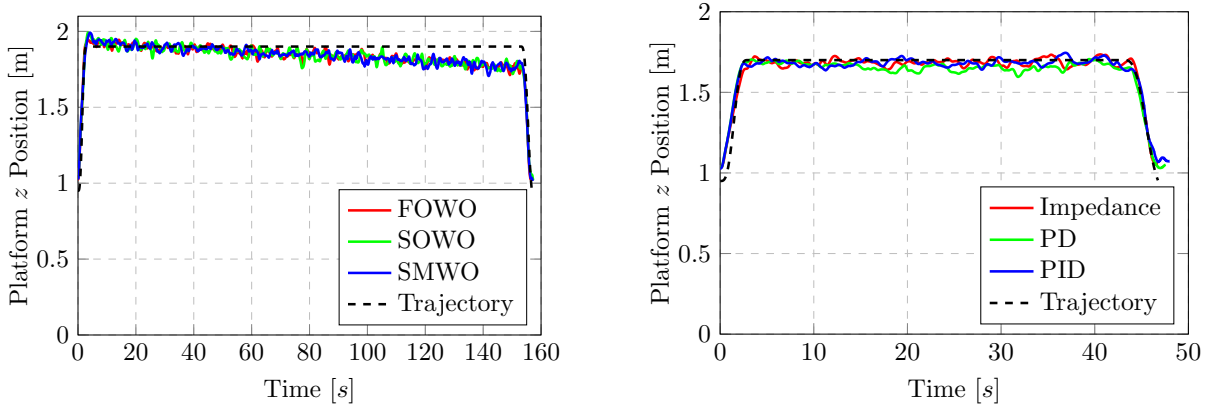 Platform z Position [m]
2
1.5
1
0.5
0
0 20 40 60 80 100 120 140 160
Time [s]
FOWO
SOWO
SMWO
Trajectory
Platform z Position [m]
2
1.5
1
0.5
0
0 10 20 30 40 50
Time [s]
Impedance
PD
PID
Trajectory